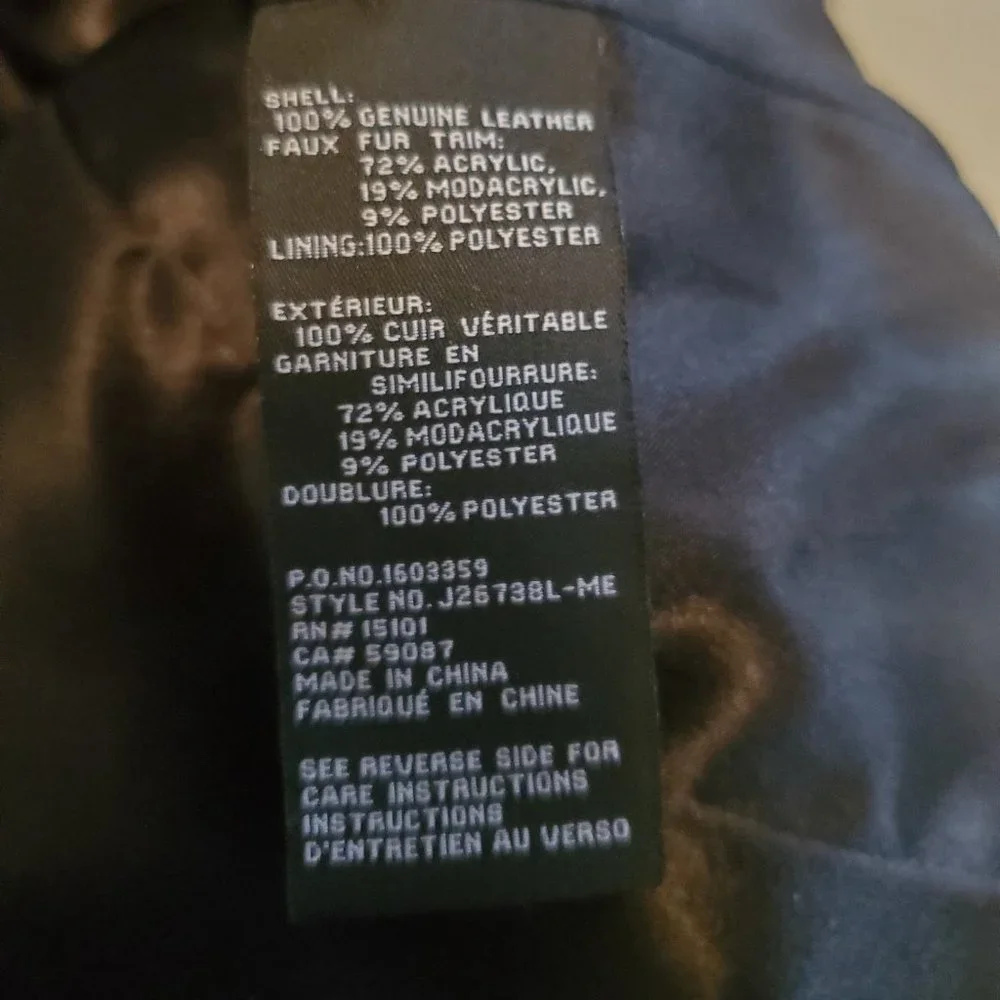 SHELL:
100% GENUINE LEATHER
FAUX FUR TRIM:
72% ACRYLIC,
19% MODACRYLIC,
9% POLYESTER
LINING:100% POLYESTER
EXTÉRIEUR:
100% CUIR VÉRITABLE
GARNITURE EN
SIMILIFOURRURE:
72% ACRYLIQUE
19% MODACRYLIQUE
9% POLYESTER
DOUBLURE:
100% POLYESTER
P.O.NO.1603359
STYLE NO. J26738L-ME
RN# 15101
CA# 59087
MADE IN CHINA
FABRIQUÉ EN CHINE
SEE REVERSE SIDE FOR
CARE INSTRUCTIONS
INSTRUCTIONS
D'ENTRETIEN AU VERSO